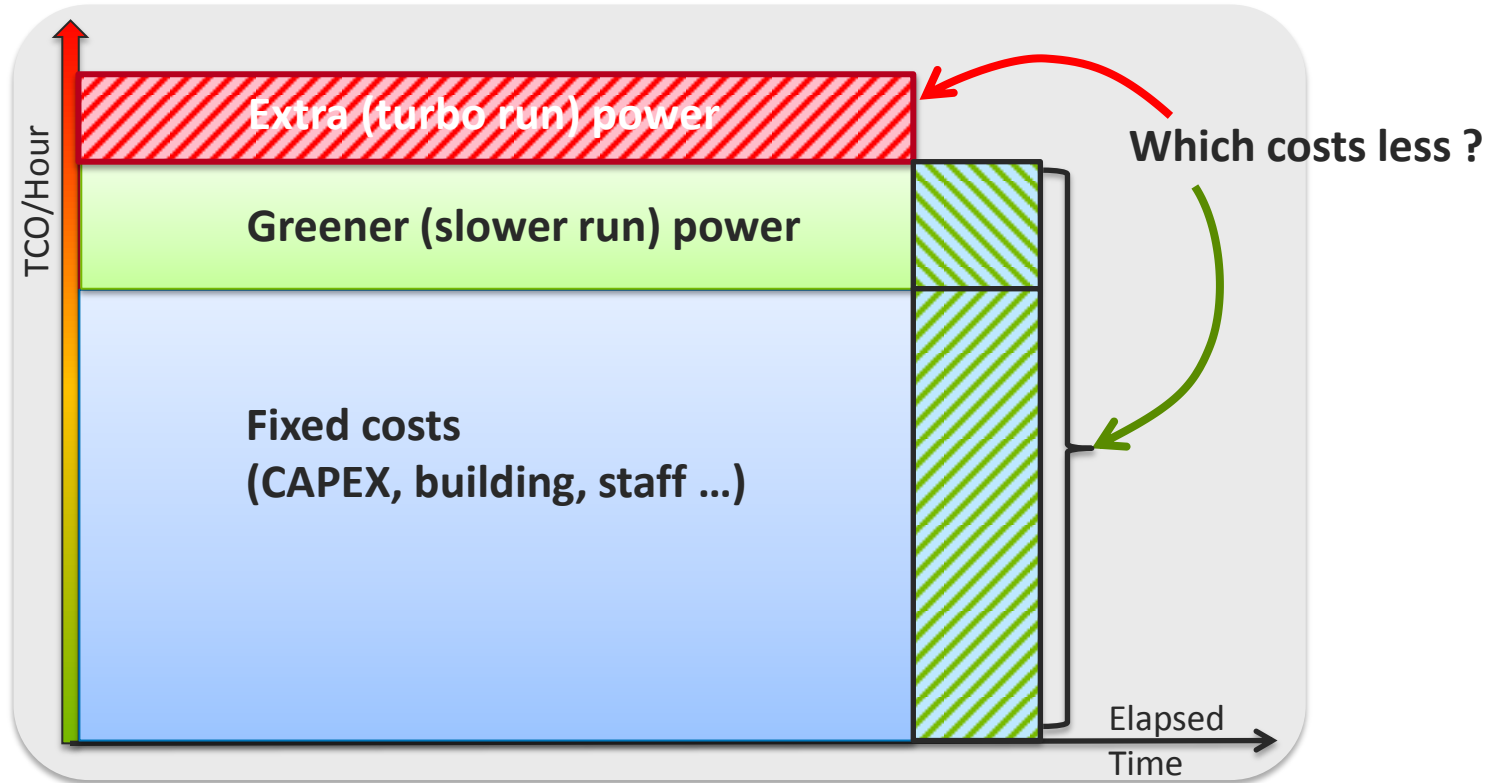 TCO/Hour
Extra (turbo run) power
Which costs less ?
Greener (slower run) power
Fixed costs
(CAPEX, building, staff …)
Elapsed
Time